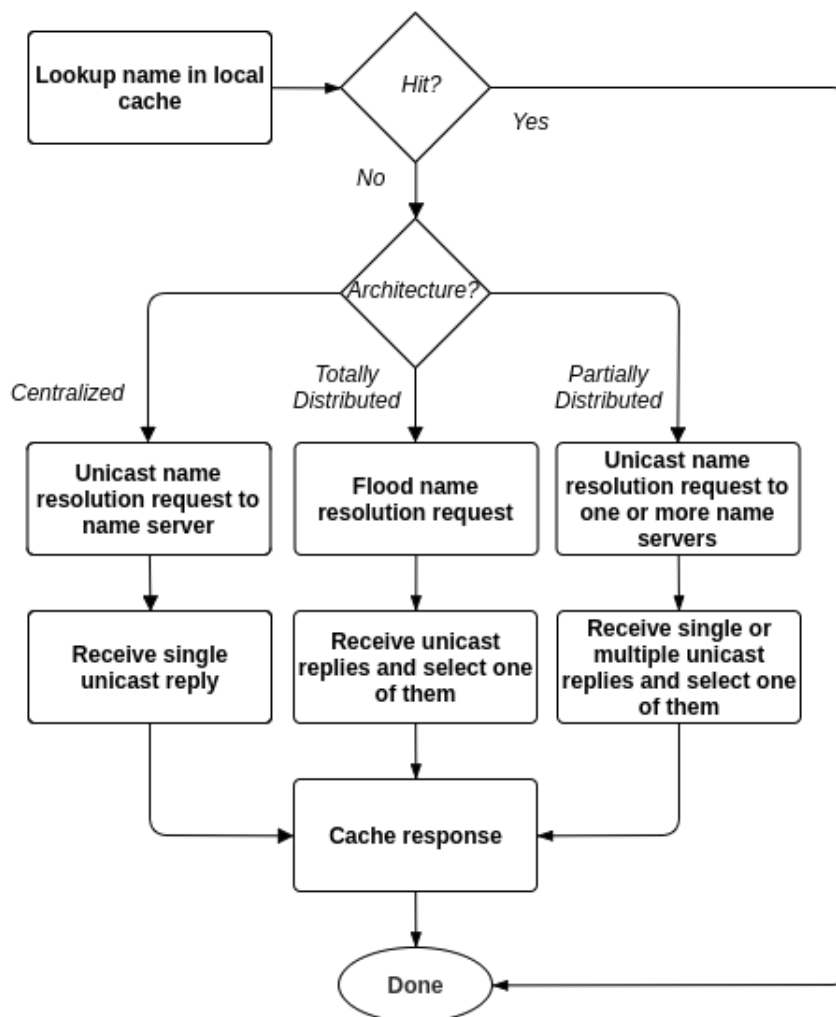 Lookup name in local
cache
Hit?
Yes
No
Architecture?
Centralized
Totally
Distributed
Partially
Distributed
Unicast name
resolution request to
name server
Flood name
resolution request
Unicast name
resolution request to
one or more name
servers
Receive single
unicast reply
Receive unicast
replies and select one
of them
Receive single or
multiple unicast
replies and select one
of them
Cache response
Done